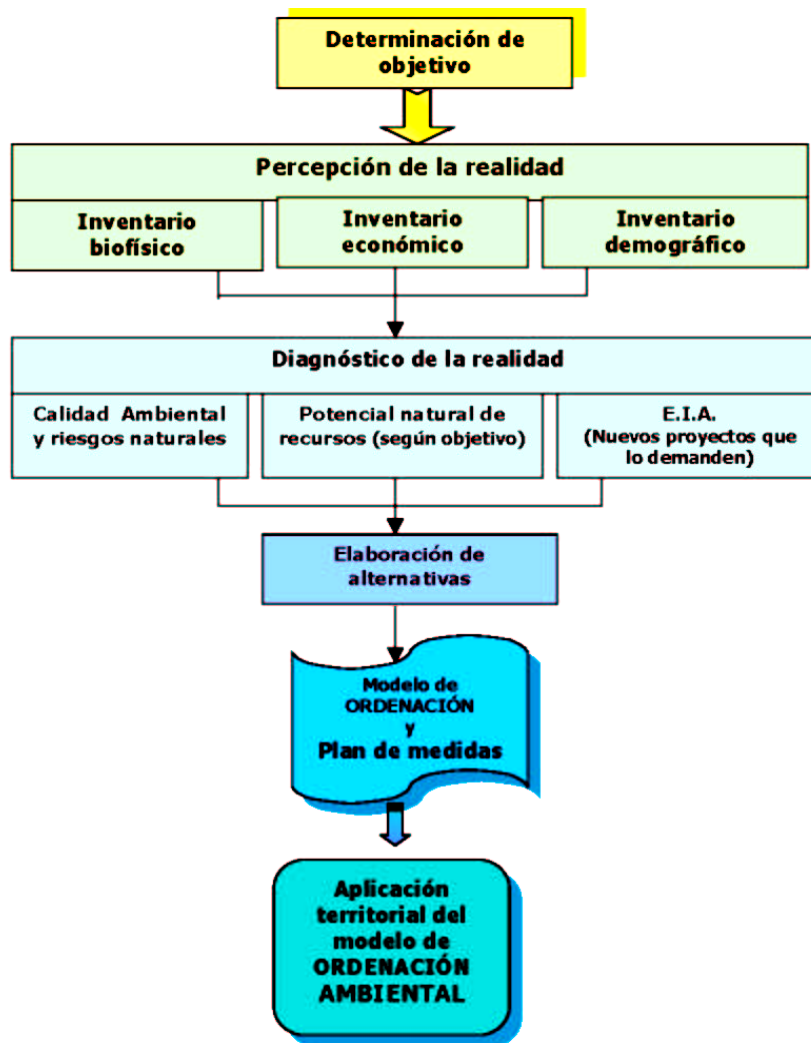 Determinación de
objetivo
Percepción de la realidad
Inventario
biofísico
Inventario
económico
Inventario
demográfico
Diagnóstico de la realidad
Calidad Ambiental
y riesgos naturales
Potencial natural de
recursos (según objetivo)
E.I.A.
(Nuevos proyectos que
lo demanden)
Elaboración de
alternativas
Modelo de
ORDENACIÓN
y
Plan de medidas
Aplicación
territorial del
modelo de
ORDENACIÓN
AMBIENTAL